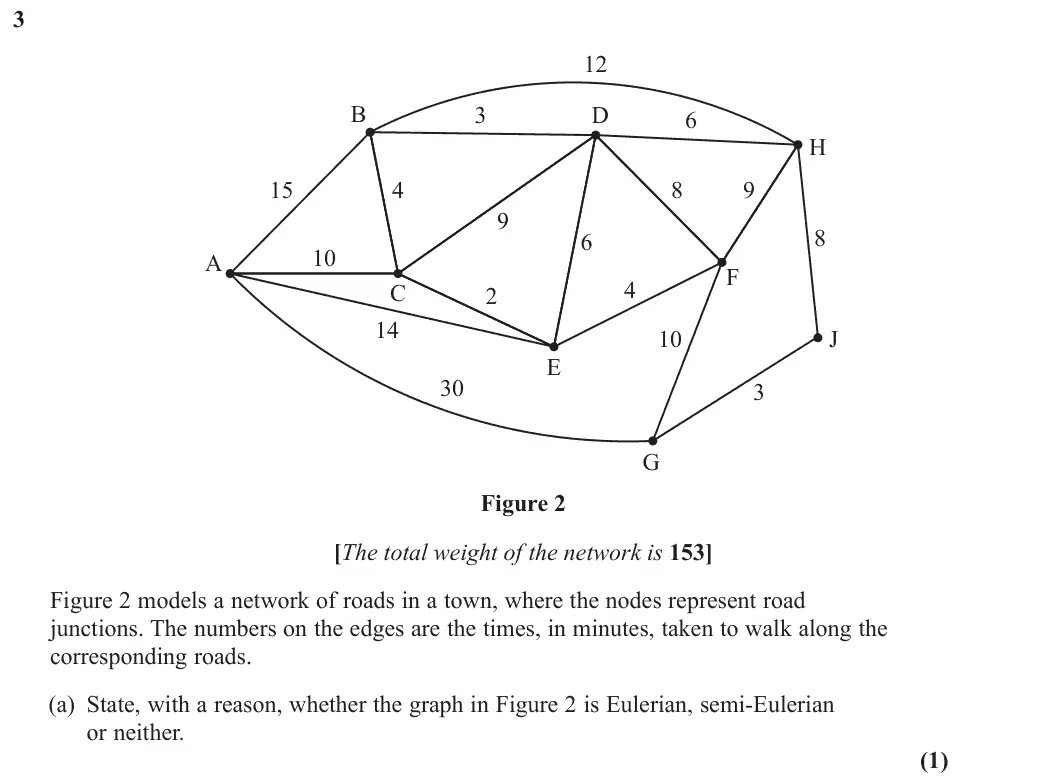 3
12
B
3
D
6
H
15
4
9
8
9
6
8
A
10
C
2
4
F
14
E
10
J
30
3
G
Figure 2
[The total weight of the network is 153]
Figure 2 models a network of roads in a town, where the nodes represent road
junctions. The numbers on the edges are the times, in minutes, taken to walk along the
corresponding roads.
(a) State, with a reason, whether the graph in Figure 2 is Eulerian, semi-Eulerian
or neither.
(1)